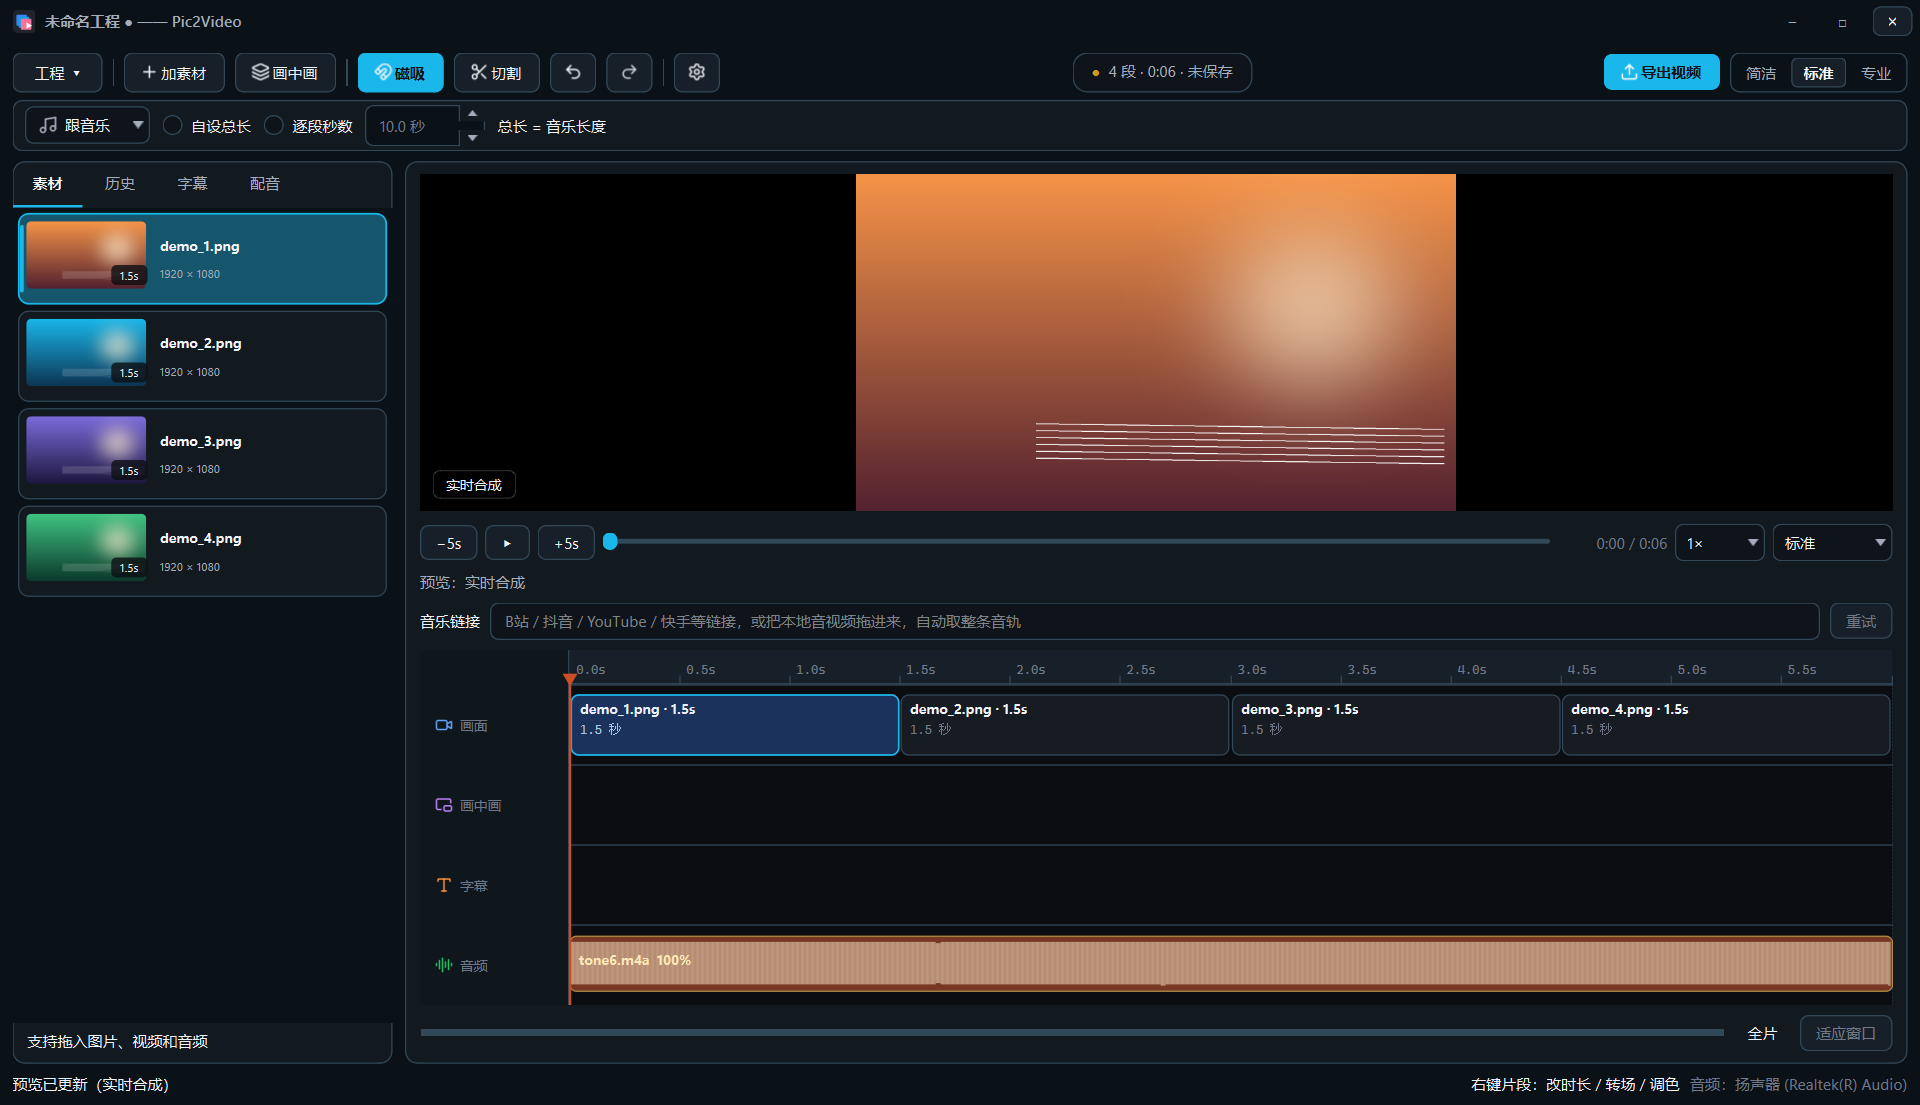 未命名工程 ● —— Pic2Video
工程 ▾
加素材
画中画
磁吸
切割
● 4 段 · 0:06 · 未保存
导出视频
简洁
标准
专业
跟音乐
自设总长
逐段秒数
10.0 秒
总长 = 音乐长度
素材
历史
字幕
配音
demo_1.png
1920 × 1080
1.5s
demo_2.png
1920 × 1080
1.5s
demo_3.png
1920 × 1080
1.5s
demo_4.png
1920 × 1080
1.5s
支持拖入图片、视频和音频
实时合成
−5s
+5s
0:00 / 0:06
1×
标准
预览：实时合成
音乐链接
B站 / 抖音 / YouTube / 快手等链接，或把本地音视频拖进来，自动取整条音轨
重试
0.0s 0.5s 1.0s 1.5s 2.0s 2.5s 3.0s 3.5s 4.0s 4.5s 5.0s 5.5s
画面
demo_1.png · 1.5s
1.5 秒
demo_2.png · 1.5s
1.5 秒
demo_3.png · 1.5s
1.5 秒
demo_4.png · 1.5s
1.5 秒
画中画
字幕
音频
tone6.m4a 100%
全片
适应窗口
预览已更新（实时合成）
右键片段：改时长 / 转场 / 调色
音频：扬声器 (Realtek(R) Audio)